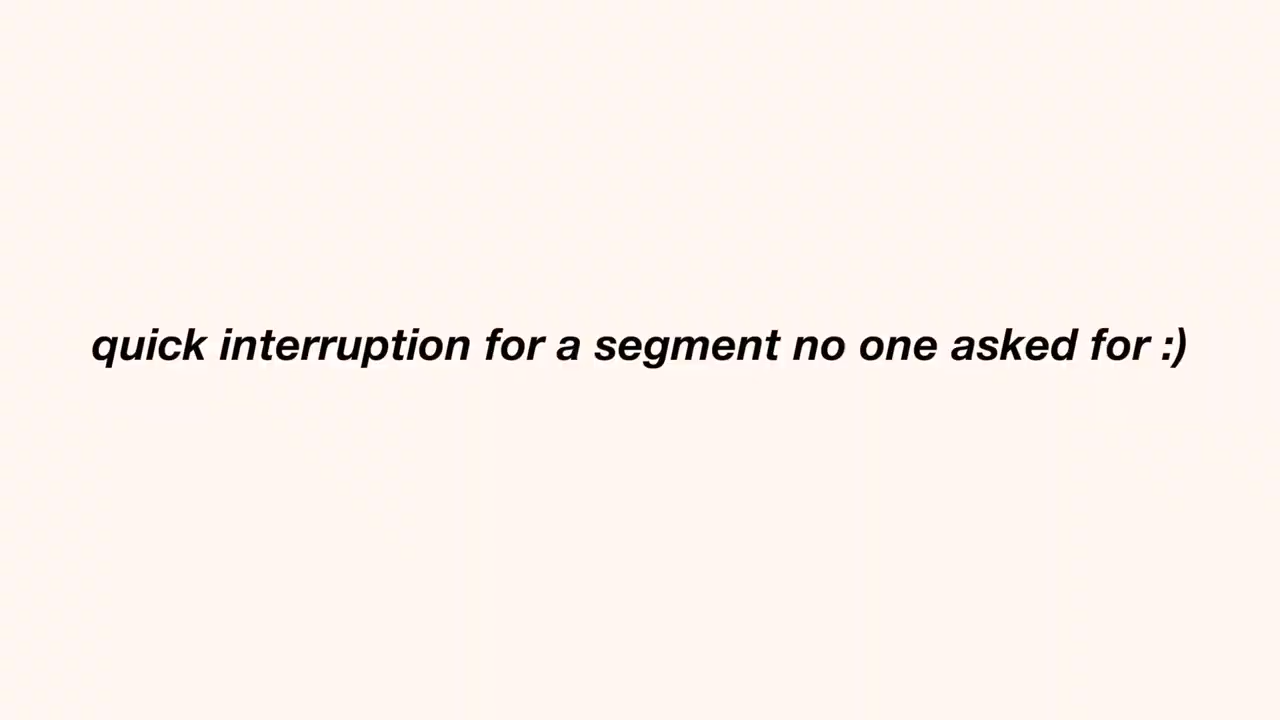 quick interruption for a segment no one asked for :)